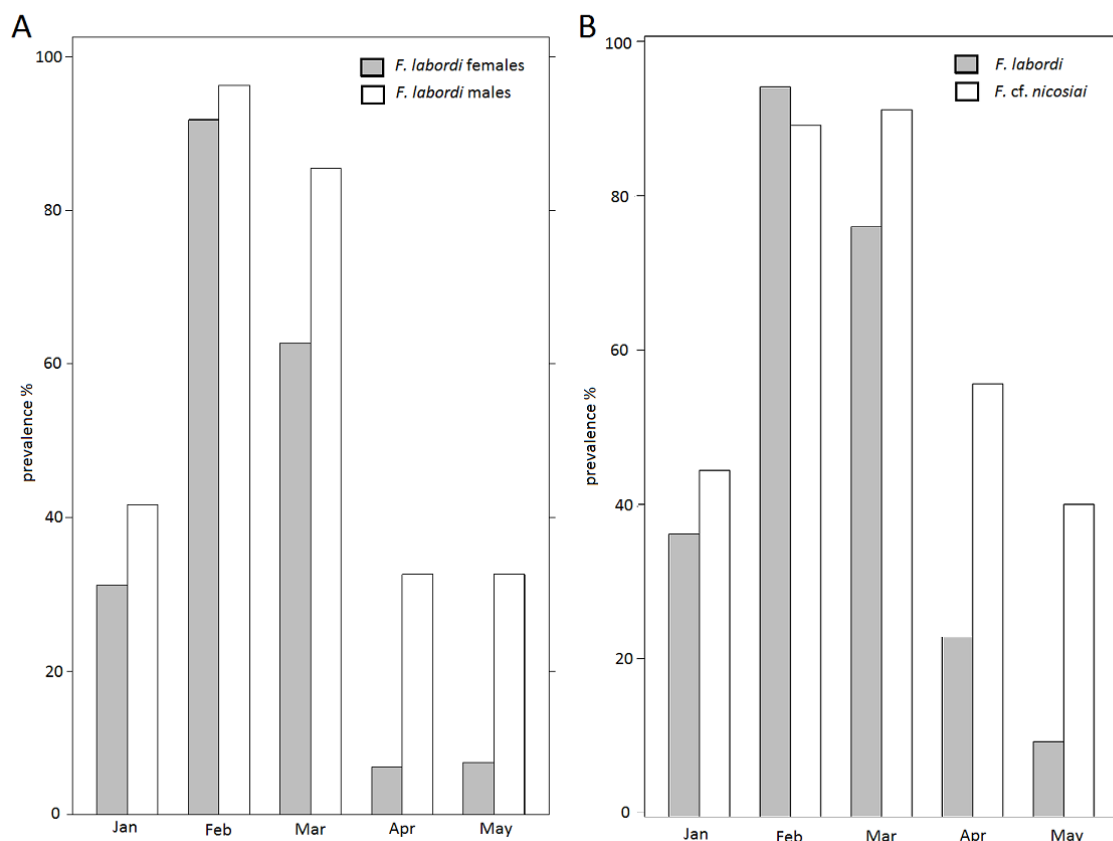 A
100
80
60
40
20
0
prevalence %
F. labordi females
F. labordi males
Jan Feb Mar Apr May
B
100
80
60
40
20
0
prevalence %
F. labordi
F. cf. nicosiai
Jan Feb Mar Apr May